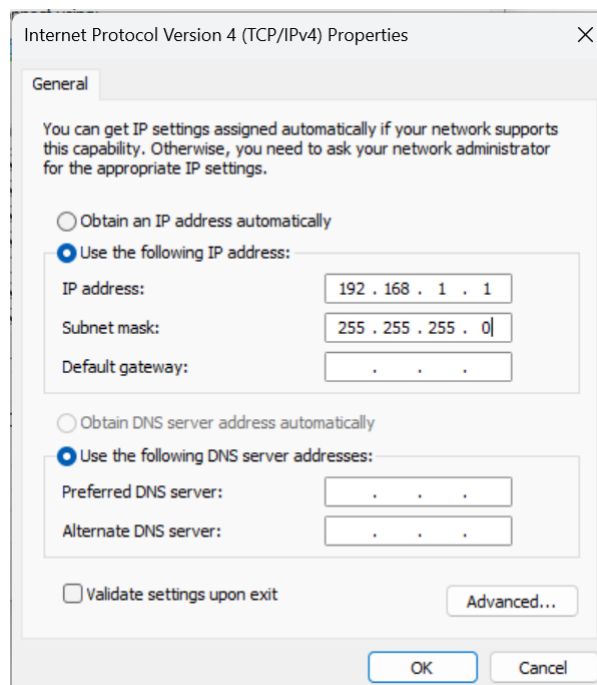 Internet Protocol Version 4 (TCP/IPv4) Properties
General
You can get IP settings assigned automatically if your network supports
this capability. Otherwise, you need to ask your network administrator
for the appropriate IP settings.
Obtain an IP address automatically
Use the following IP address:
IP address: 192 . 168 . 1 . 1
Subnet mask: 255 . 255 . 255 . 0
Default gateway: . . .
Obtain DNS server address automatically
Use the following DNS server addresses:
Preferred DNS server: . . .
Alternate DNS server: . . .
Validate settings upon exit
Advanced...
OK Cancel